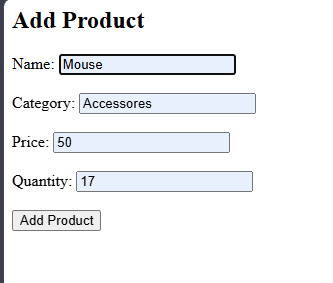 Add Product
Name: Mouse
Category: Accessores
Price: 50
Quantity: 17
Add Product